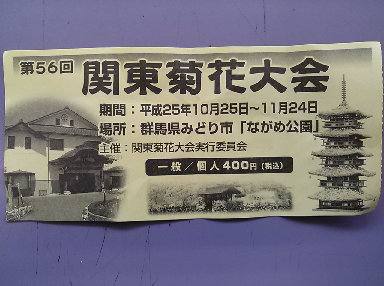 第56回 関東菊花大会
期間：平成25年10月25日～11月24日
場所：群馬県みどり市「ながめ公園」
主催：関東菊花大会実行委員会
一般／個人400円（税込）